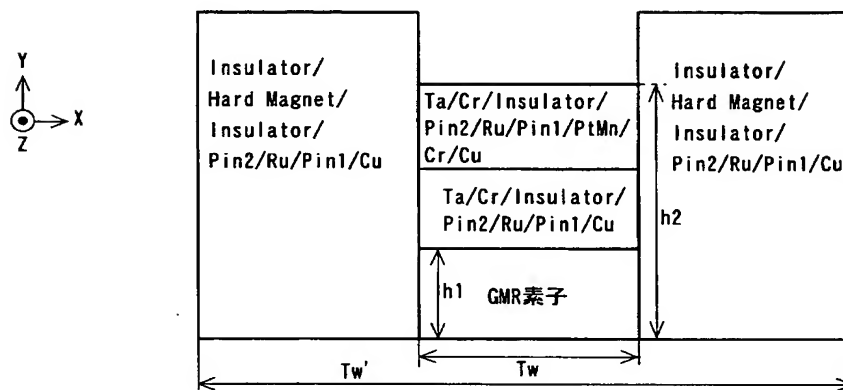 Y
X
Z
Insulator/
Hard Magnet/
Insulator/
Pin2/Ru/Pin1/Cu
Ta/Cr/Insulator/
Pin2/Ru/Pin1/PtMn/
Cr/Cu
Ta/Cr/Insulator/
Pin2/Ru/Pin1/Cu
h1
GMR素子
h2
Insulator/
Hard Magnet/
Insulator/
Pin2/Ru/Pin1/Cu
Tw'
Tw